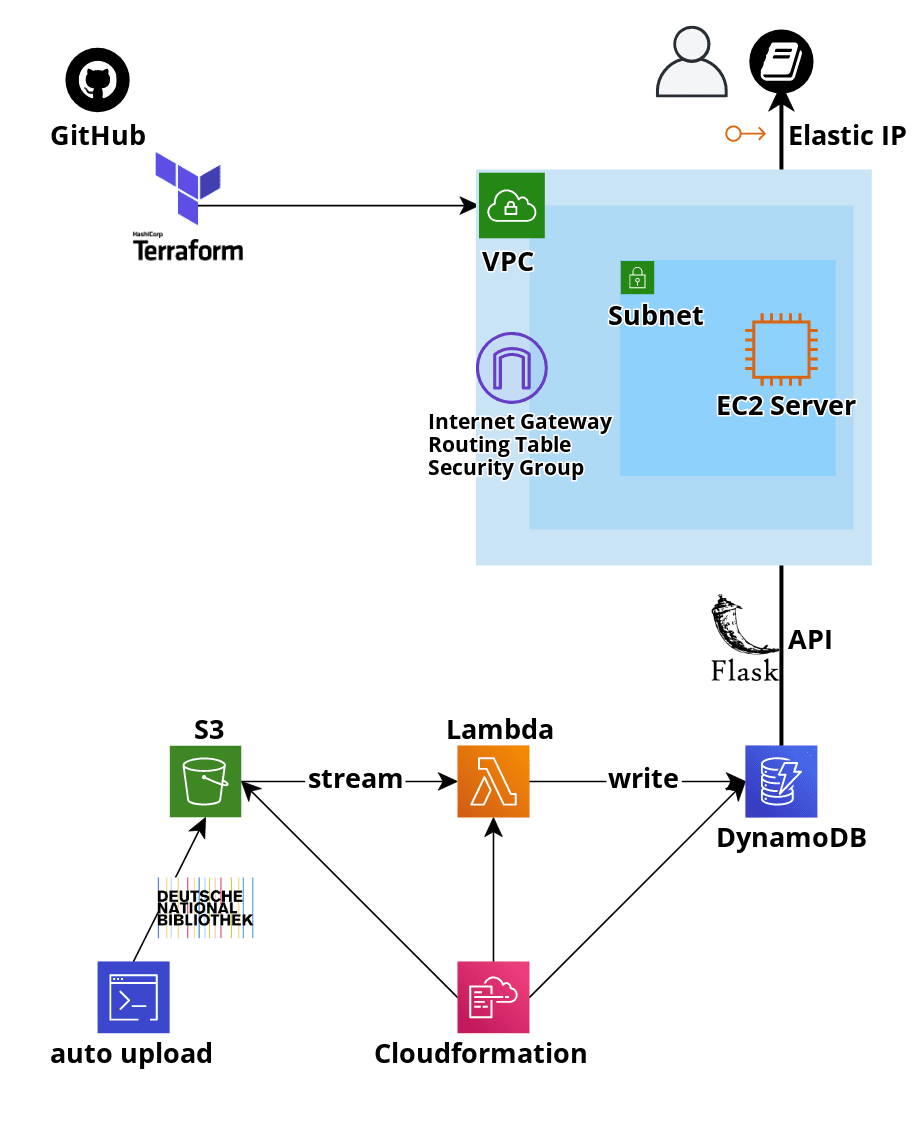 GitHub
Elastic IP
HashiCorp
Terraform
VPC
Subnet
EC2 Server
Internet Gateway
Routing Table
Security Group
API
Flask
S3
Lambda
stream
write
DynamoDB
DEUTSCHE
NATIONAL
BIBLIOTHEK
auto upload
Cloudformation